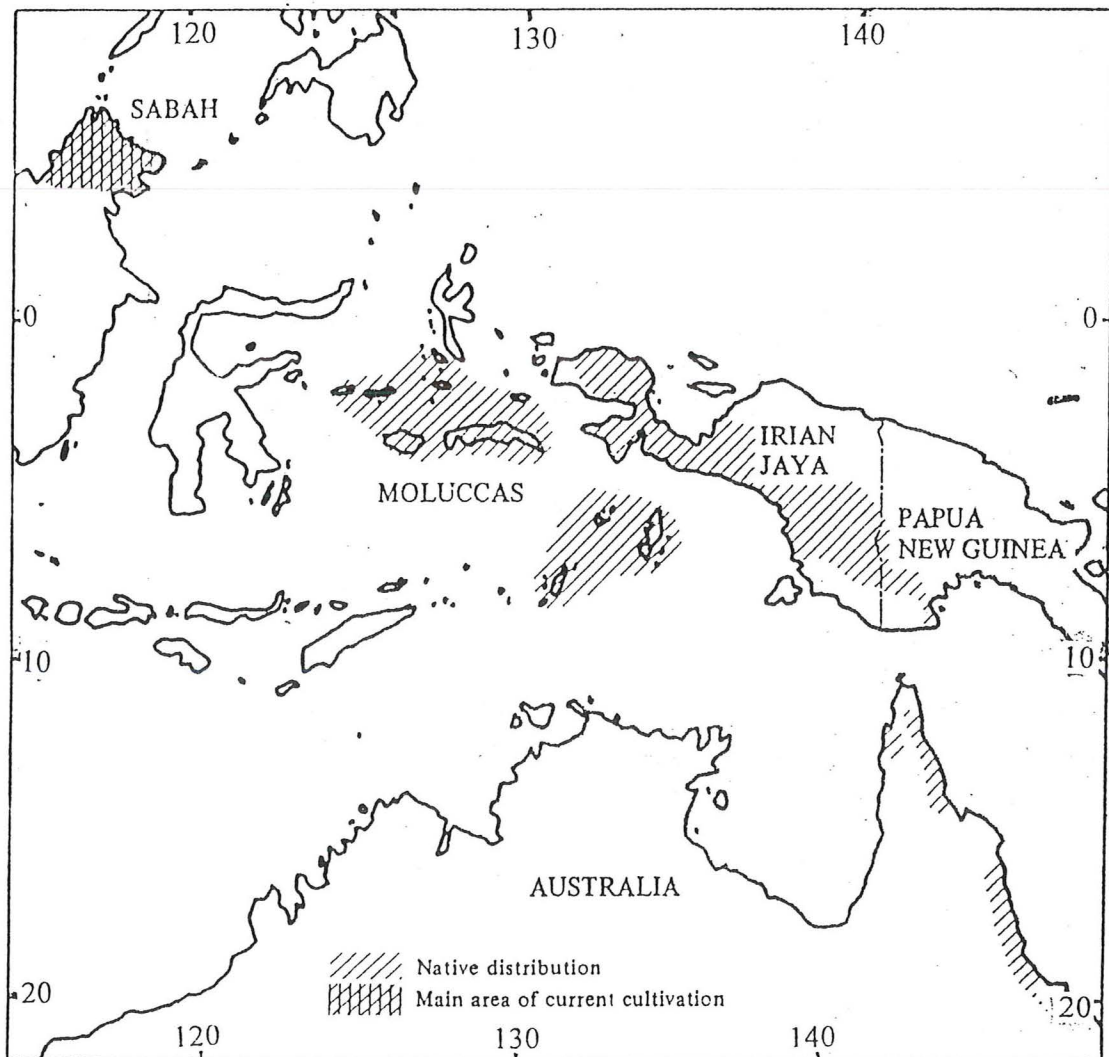 120 130 140
SABAH
0 0
IRIAN
JAYA
MOLUCCAS
PAPUA
NEW GUINEA
10 10
AUSTRALIA
Native distribution
Main area of current cultivation
20 20
120 130 140